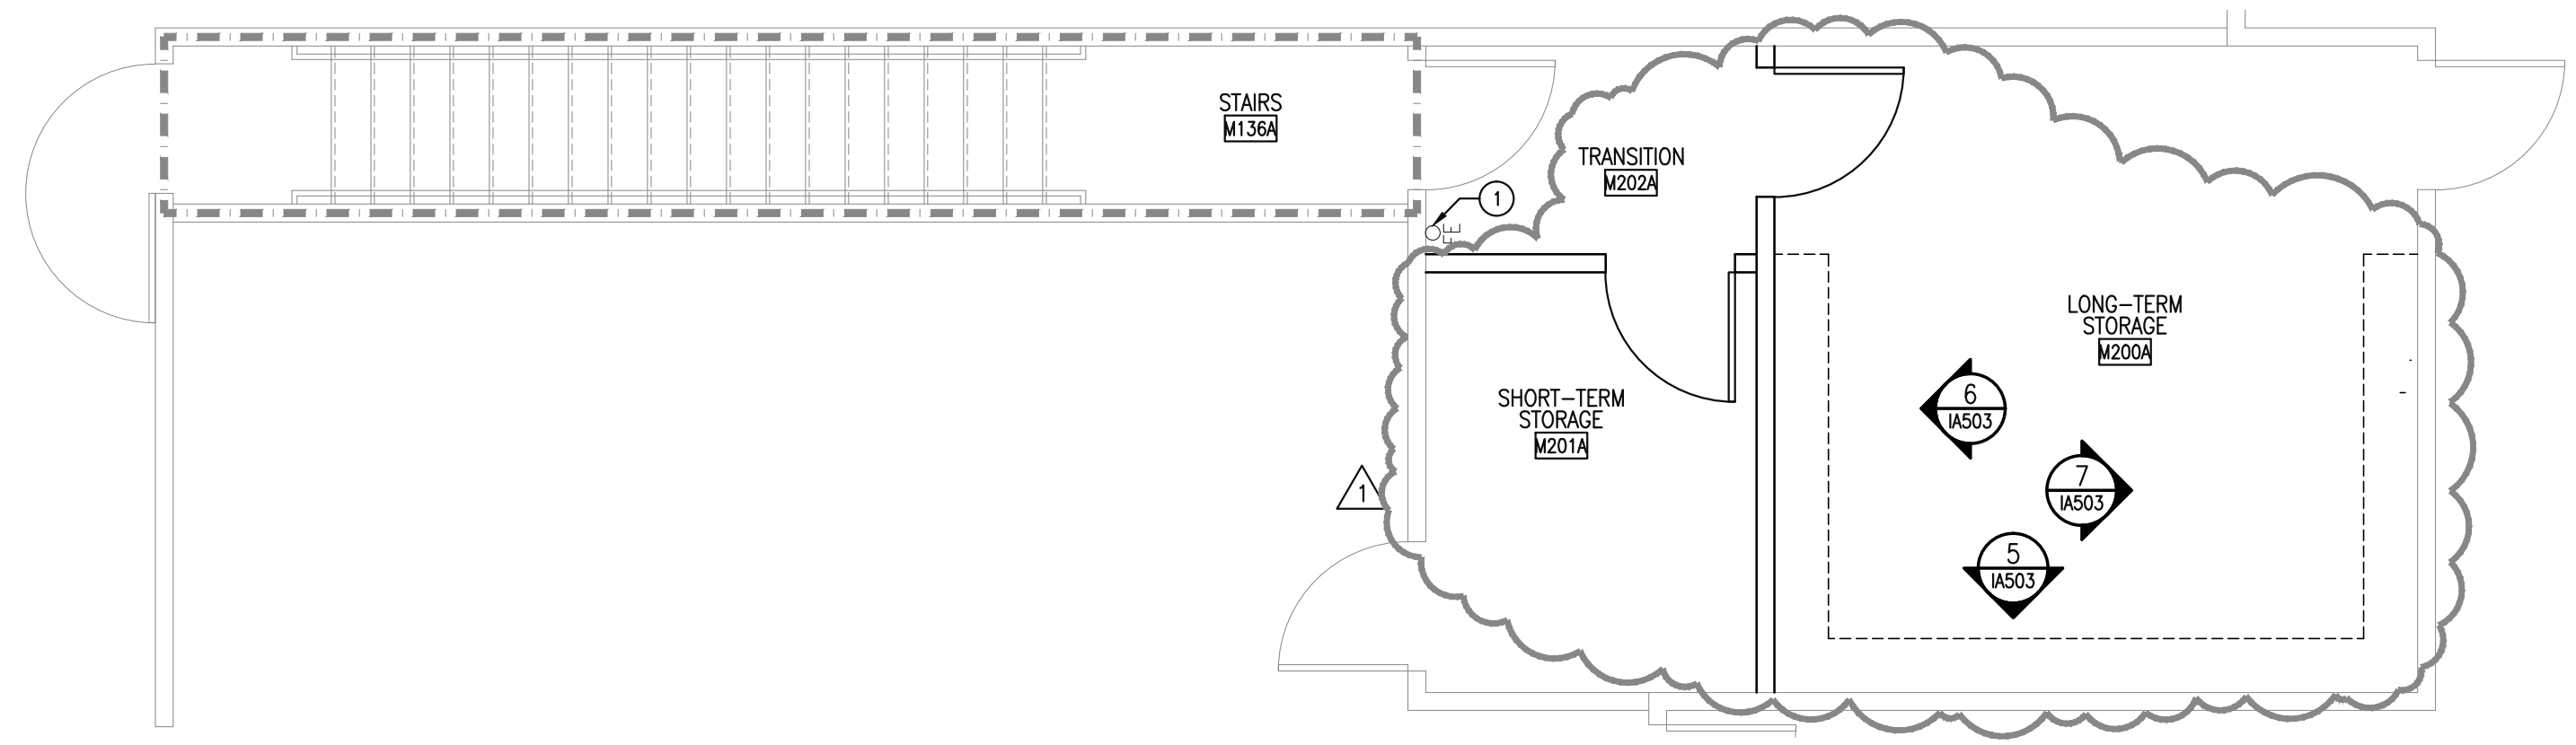 STAIRS
M136A
TRANSITION
M202A
1
FE
LONG-TERM
STORAGE
M200A
SHORT-TERM
STORAGE
M201A
6
IA503
7
IA503
1
5
IA503